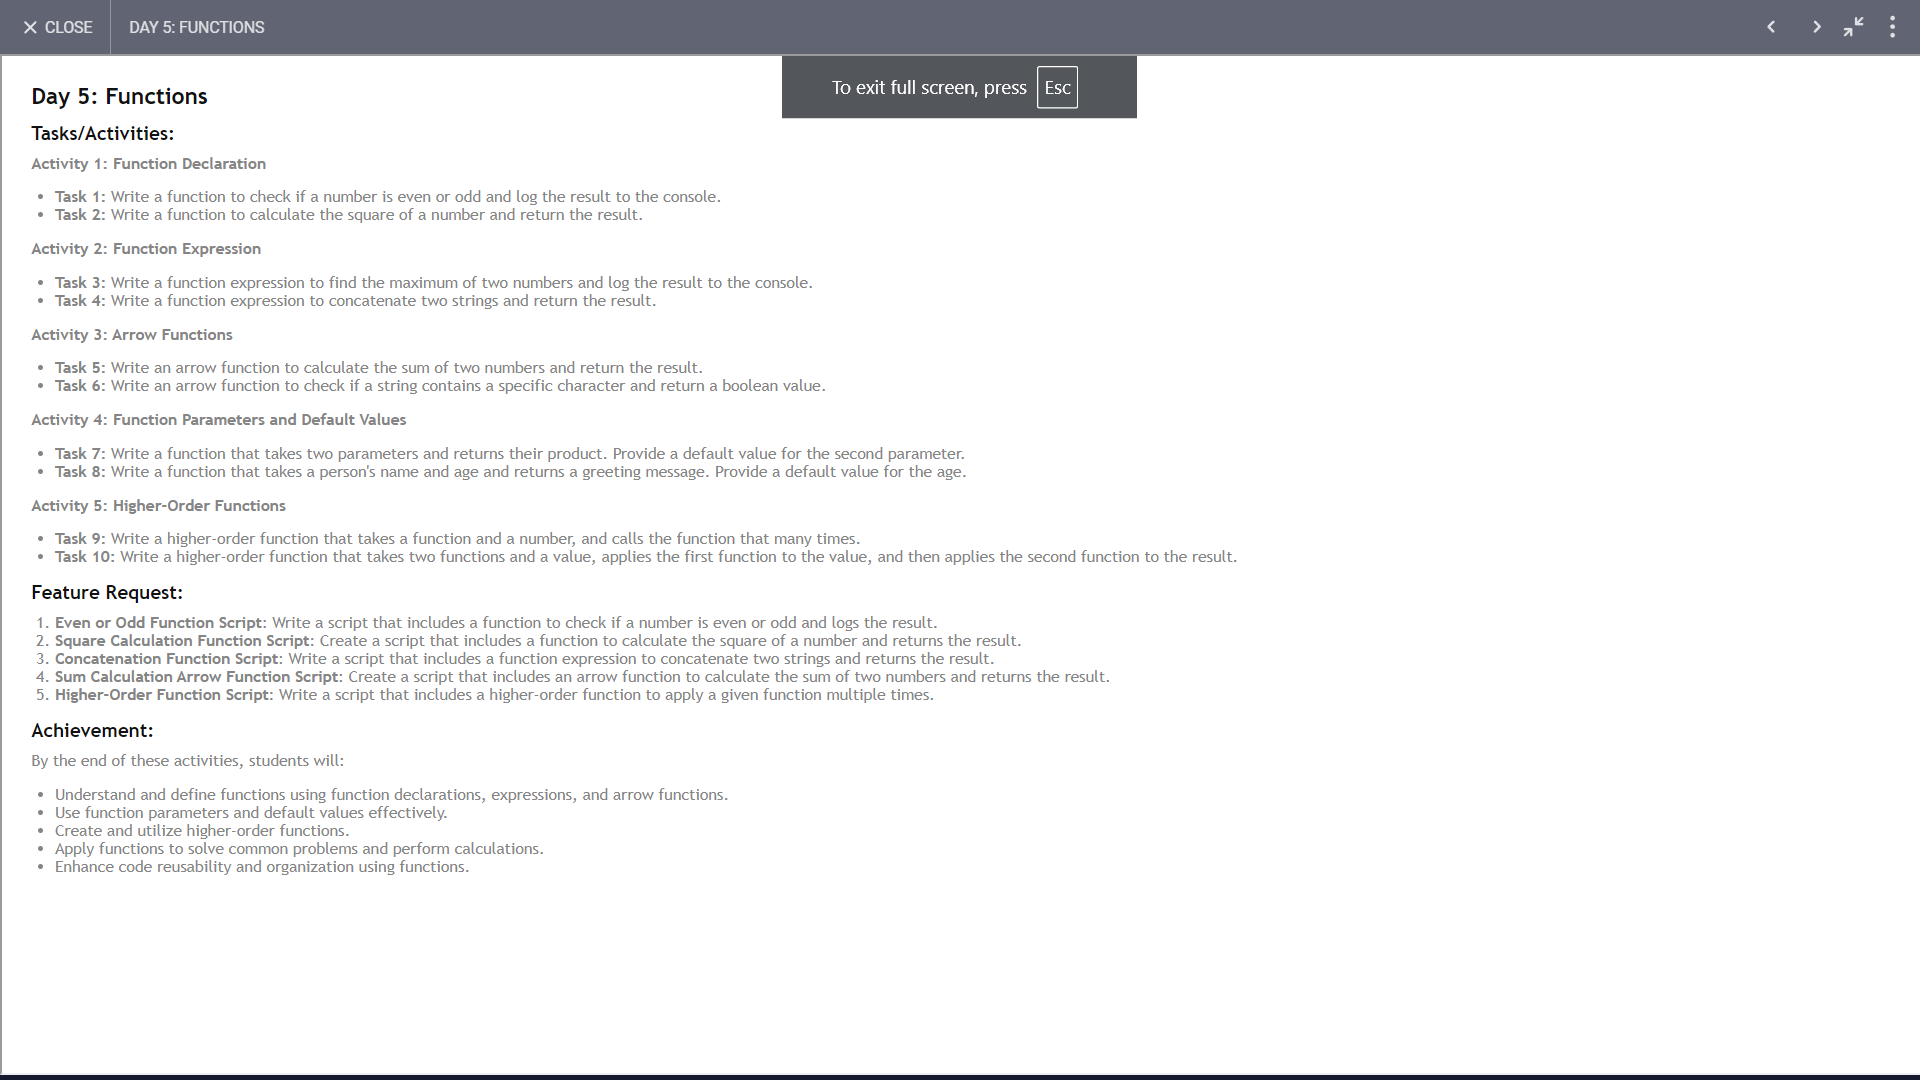 CLOSE
DAY 5: FUNCTIONS
To exit full screen, press Esc
Day 5: Functions
Tasks/Activities:
Activity 1: Function Declaration
• Task 1: Write a function to check if a number is even or odd and log the result to the console.
• Task 2: Write a function to calculate the square of a number and return the result.
Activity 2: Function Expression
• Task 3: Write a function expression to find the maximum of two numbers and log the result to the console.
• Task 4: Write a function expression to concatenate two strings and return the result.
Activity 3: Arrow Functions
• Task 5: Write an arrow function to calculate the sum of two numbers and return the result.
• Task 6: Write an arrow function to check if a string contains a specific character and return a boolean value.
Activity 4: Function Parameters and Default Values
• Task 7: Write a function that takes two parameters and returns their product. Provide a default value for the second parameter.
• Task 8: Write a function that takes a person's name and age and returns a greeting message. Provide a default value for the age.
Activity 5: Higher-Order Functions
• Task 9: Write a higher-order function that takes a function and a number, and calls the function that many times.
• Task 10: Write a higher-order function that takes two functions and a value, applies the first function to the value, and then applies the second function to the result.
Feature Request:
1. Even or Odd Function Script: Write a script that includes a function to check if a number is even or odd and logs the result.
2. Square Calculation Function Script: Create a script that includes a function to calculate the square of a number and returns the result.
3. Concatenation Function Script: Write a script that includes a function expression to concatenate two strings and returns the result.
4. Sum Calculation Arrow Function Script: Create a script that includes an arrow function to calculate the sum of two numbers and returns the result.
5. Higher-Order Function Script: Write a script that includes a higher-order function to apply a given function multiple times.
Achievement:
By the end of these activities, students will:
• Understand and define functions using function declarations, expressions, and arrow functions.
• Use function parameters and default values effectively.
• Create and utilize higher-order functions.
• Apply functions to solve common problems and perform calculations.
• Enhance code reusability and organization using functions.